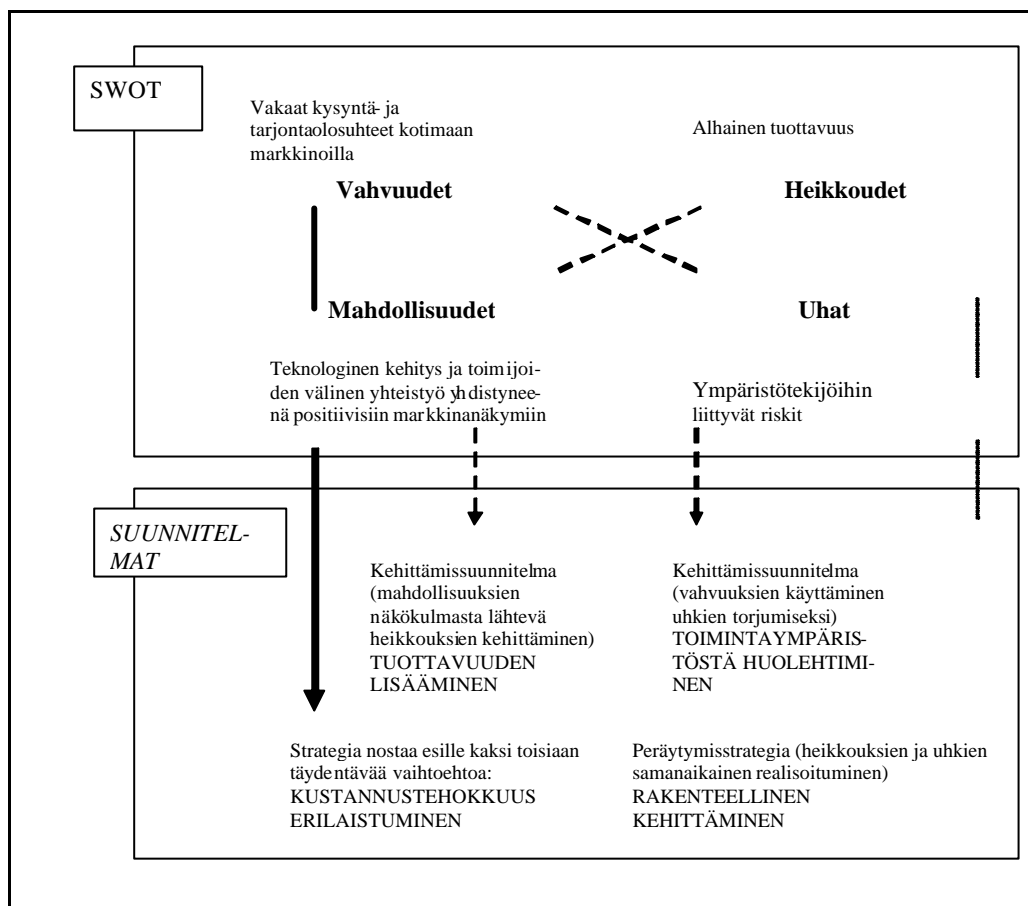 SWOT
Vakaat kysyntä- ja
tarjontaolosuhteet kotimaan
markkinoilla
Alhainen tuottavuus
Vahvuudet
Heikkoudet
Mahdollisuudet
Uhat
Teknologinen kehitys ja toimijoi-
den välinen yhteistyö yhdistynee-
nä positiivisiin markkinanäkymiin
Ympäristötekijöihin
liittyvät riskit
SUUNNITEL-
MAT
Kehittämissuunnitelma
(mahdollisuuksien
näkökulmasta lähtevä
heikkouksien kehittäminen)
TUOTTAVUUDEN
LISÄÄMINEN
Kehittämissuunnitelma
(vahvuuksien käyttäminen
uhkien torjumiseksi)
TOIMINTAYMPÄRIS-
TÖSTÄ HUOLEHTIMI-
NEN
Strategia nostaa esille kaksi toisiaan
täydentävää vaihtoehtoa:
KUSTANNUSTEHOKKUUS
ERILAISTUMINEN
Peräytymisstrategia (heikkouksien ja uhkien
samanaikainen realisoituminen)
RAKENTEELLINEN
KEHITTÄMINEN